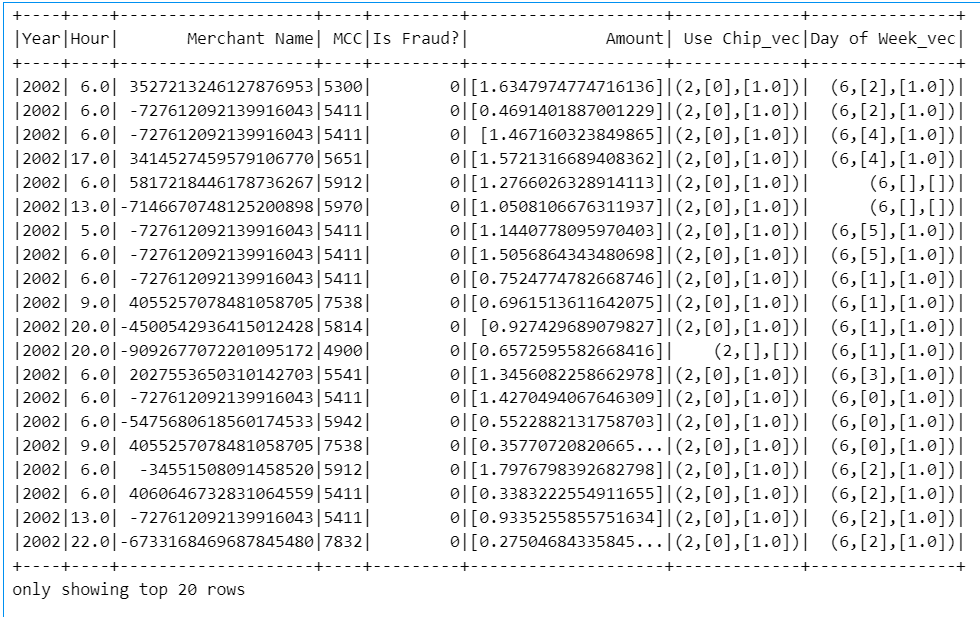 +----+----+--------------------+----+---------+--------------------+-------------+---------------+
|Year|Hour|       Merchant Name| MCC|Is Fraud?|              Amount| Use Chip_vec|Day of Week_vec|
+----+----+--------------------+----+---------+--------------------+-------------+---------------+
|2002| 6.0| 3527213246127876953|5300|        0|[1.6347974774716136]|(2,[0],[1.0])|  (6,[2],[1.0])|
|2002| 6.0| -727612092139916043|5411|        0|[0.4691401887001229]|(2,[0],[1.0])|  (6,[2],[1.0])|
|2002| 6.0| -727612092139916043|5411|        0| [1.467160323849865]|(2,[0],[1.0])|  (6,[4],[1.0])|
|2002|17.0| 3414527459579106770|5651|        0|[1.5721316689408362]|(2,[0],[1.0])|  (6,[4],[1.0])|
|2002| 6.0| 5817218446178736267|5912|        0|[1.2766026328914113]|(2,[0],[1.0])|      (6,[],[])|
|2002|13.0|-7146670748125200898|5970|        0|[1.0508106676311937]|(2,[0],[1.0])|      (6,[],[])|
|2002| 5.0| -727612092139916043|5411|        0|[1.1440778095970403]|(2,[0],[1.0])|  (6,[5],[1.0])|
|2002| 6.0| -727612092139916043|5411|        0|[1.5056864343480698]|(2,[0],[1.0])|  (6,[5],[1.0])|
|2002| 6.0| -727612092139916043|5411|        0|[0.7524774782668746]|(2,[0],[1.0])|  (6,[1],[1.0])|
|2002| 9.0| 4055257078481058705|7538|        0|[0.6961513611642075]|(2,[0],[1.0])|  (6,[1],[1.0])|
|2002|20.0|-4500542936415012428|5814|        0| [0.927429689079827]|(2,[0],[1.0])|  (6,[1],[1.0])|
|2002|20.0|-9092677072201095172|4900|        0|[0.6572595582668416]|    (2,[],[])|  (6,[1],[1.0])|
|2002| 6.0| 2027553650310142703|5541|        0|[1.3456082258662978]|(2,[0],[1.0])|  (6,[3],[1.0])|
|2002| 6.0| -727612092139916043|5411|        0|[1.4270494067646309]|(2,[0],[1.0])|  (6,[0],[1.0])|
|2002| 6.0|-5475680618560174533|5942|        0|[0.5522882131758703]|(2,[0],[1.0])|  (6,[0],[1.0])|
|2002| 9.0| 4055257078481058705|7538|        0|[0.35770720820665...|(2,[0],[1.0])|  (6,[0],[1.0])|
|2002| 6.0|  -34551508091458520|5912|        0|[1.7976798392682798]|(2,[0],[1.0])|  (6,[2],[1.0])|
|2002| 6.0| 4060646732831064559|5411|        0|[0.3383222554911655]|(2,[0],[1.0])|  (6,[2],[1.0])|
|2002|13.0| -727612092139916043|5411|        0|[0.9335255855751634]|(2,[0],[1.0])|  (6,[2],[1.0])|
|2002|22.0|-6733168469687845480|7832|        0|[0.27504684335845...|(2,[0],[1.0])|  (6,[2],[1.0])|
+----+----+--------------------+----+---------+--------------------+-------------+---------------+
only showing top 20 rows